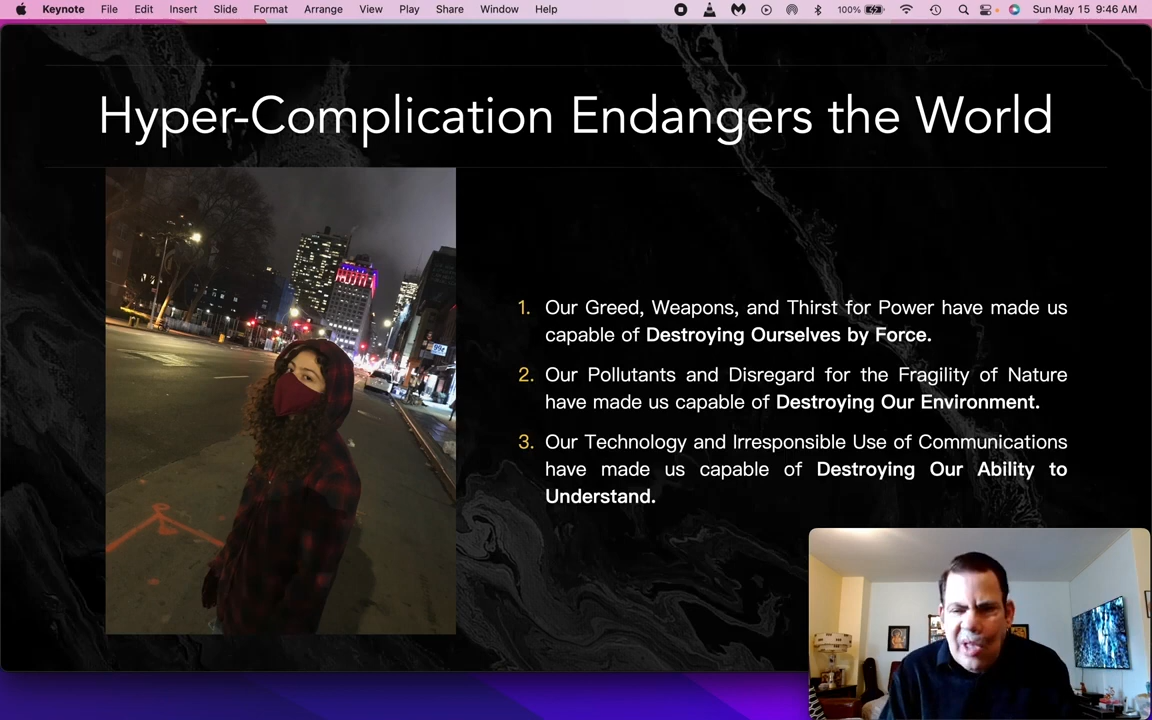 Keynote File Edit Insert Slide Format Arrange View Play Share Window Help 100% Sun May 15 9:46 AM
Hyper-Complication Endangers the World
1. Our Greed, Weapons, and Thirst for Power have made us
capable of Destroying Ourselves by Force.
2. Our Pollutants and Disregard for the Fragility of Nature
have made us capable of Destroying Our Environment.
3. Our Technology and Irresponsible Use of Communications
have made us capable of Destroying Our Ability to
Understand.
99¢